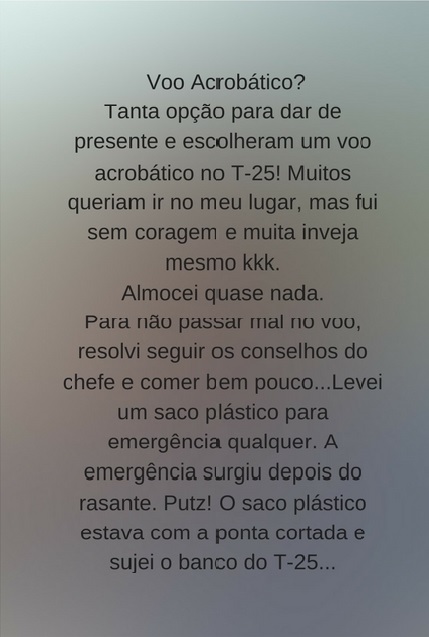 Voo Acrobático?
Tanta opção para dar de
presente e escolheram um voo
acrobático no T-25! Muitos
queriam ir no meu lugar, mas fui
sem coragem e muita inveja
mesmo kkk.
Almocei quase nada.
Para não passar mal no voo,
resolvi seguir os conselhos do
chefe e comer bem pouco...Levei
um saco plástico para
emergência qualquer. A
emergência surgiu depois do
rasante. Putz! O saco plástico
estava com a ponta cortada e
sujei o banco do T-25...